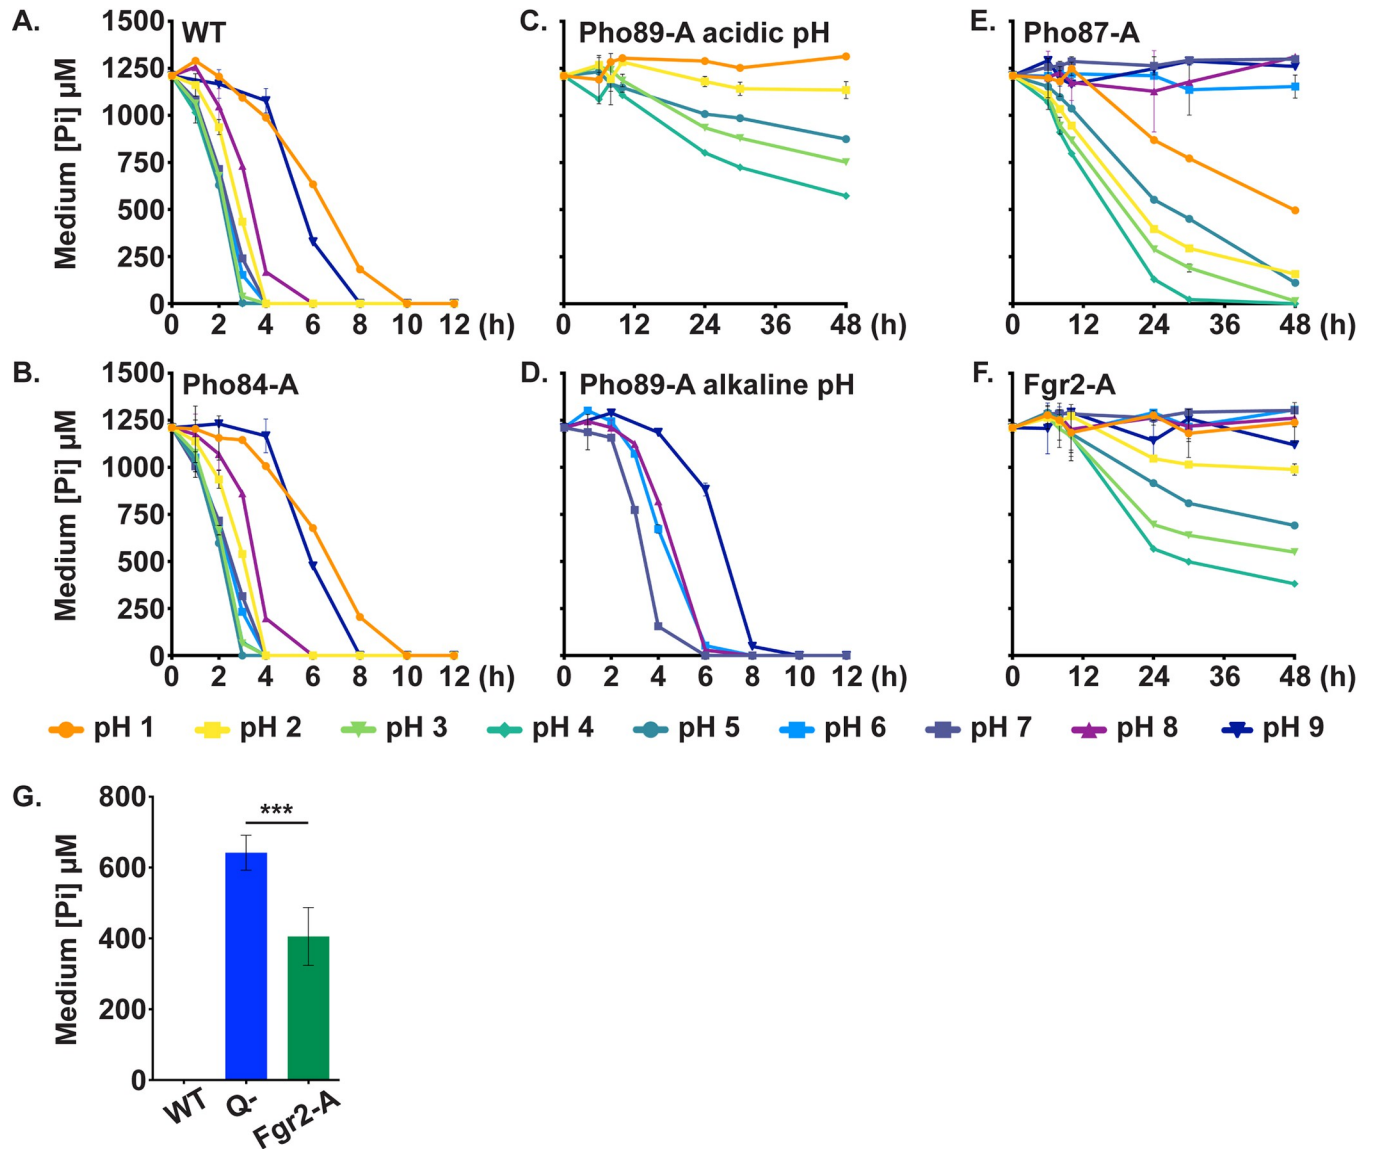 A.
WT
Medium [Pi] µM
1500
1250
1000
750
500
250
0
0 2 4 6 8 10 12 (h)
C.
Pho89-A acidic pH
0 12 24 36 48 (h)
E.
Pho87-A
0 12 24 36 48 (h)
B.
Pho84-A
Medium [Pi] µM
1500
1250
1000
750
500
250
0
0 2 4 6 8 10 12 (h)
D.
Pho89-A alkaline pH
0 2 4 6 8 10 12 (h)
F.
Fgr2-A
0 12 24 36 48 (h)
pH 1 pH 2 pH 3 pH 4 pH 5 pH 6 pH 7 pH 8 pH 9
G.
Medium [Pi] µM
800
600
400
200
0
***
WT Q- Fgr2-A